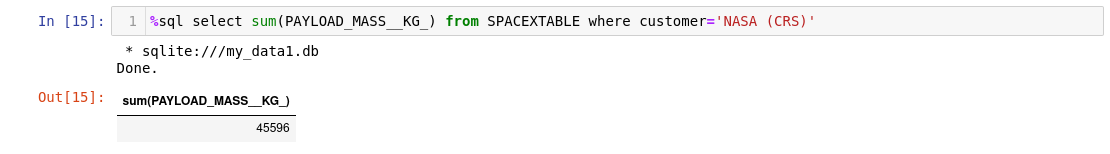 In [15]: 1 %sql select sum(PAYLOAD_MASS__KG_) from SPACEXTABLE where customer='NASA (CRS)'
* sqlite:///my_data1.db
Done.
Out[15]: sum(PAYLOAD_MASS__KG_)
45596